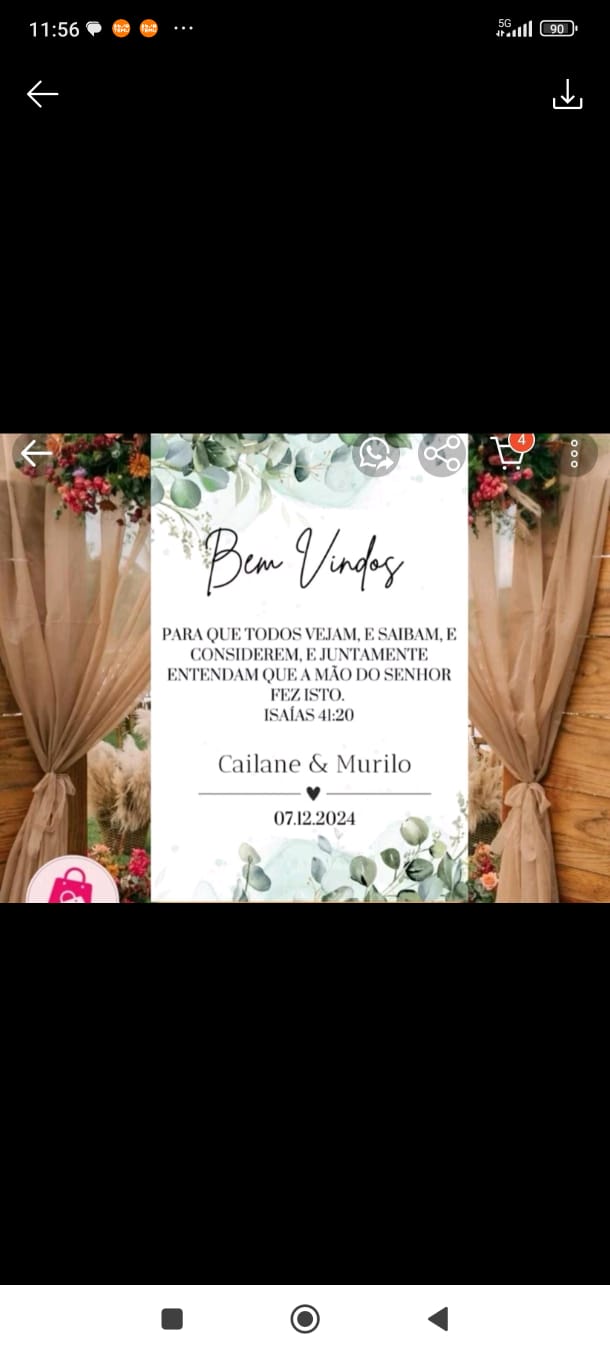 11:56
5G
90
4
Bem Vindos
PARA QUE TODOS VEJAM, E SAIBAM, E
CONSIDEREM, E JUNTAMENTE
ENTENDAM QUE A MÃO DO SENHOR
FEZ ISTO.
ISAÍAS 41:20
Cailane & Murilo
07.12.2024